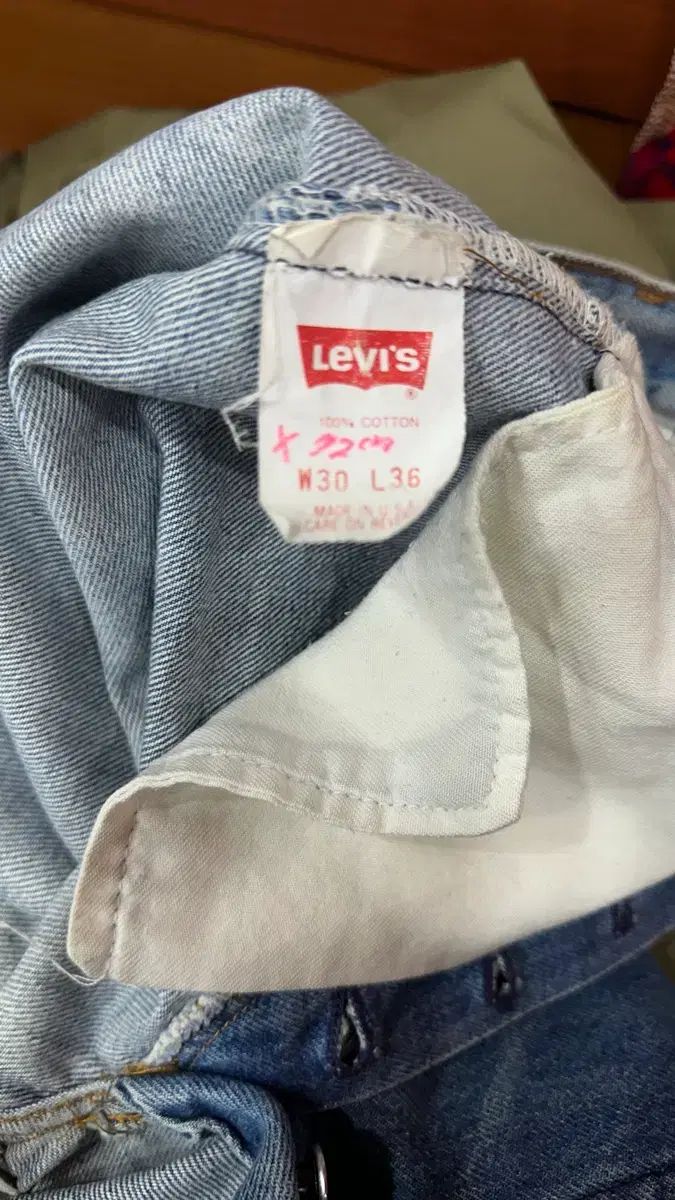 LEVI'S
®
100% COTTON
W30 L36
MADE IN U.S.A.
CARE ON REVERSE